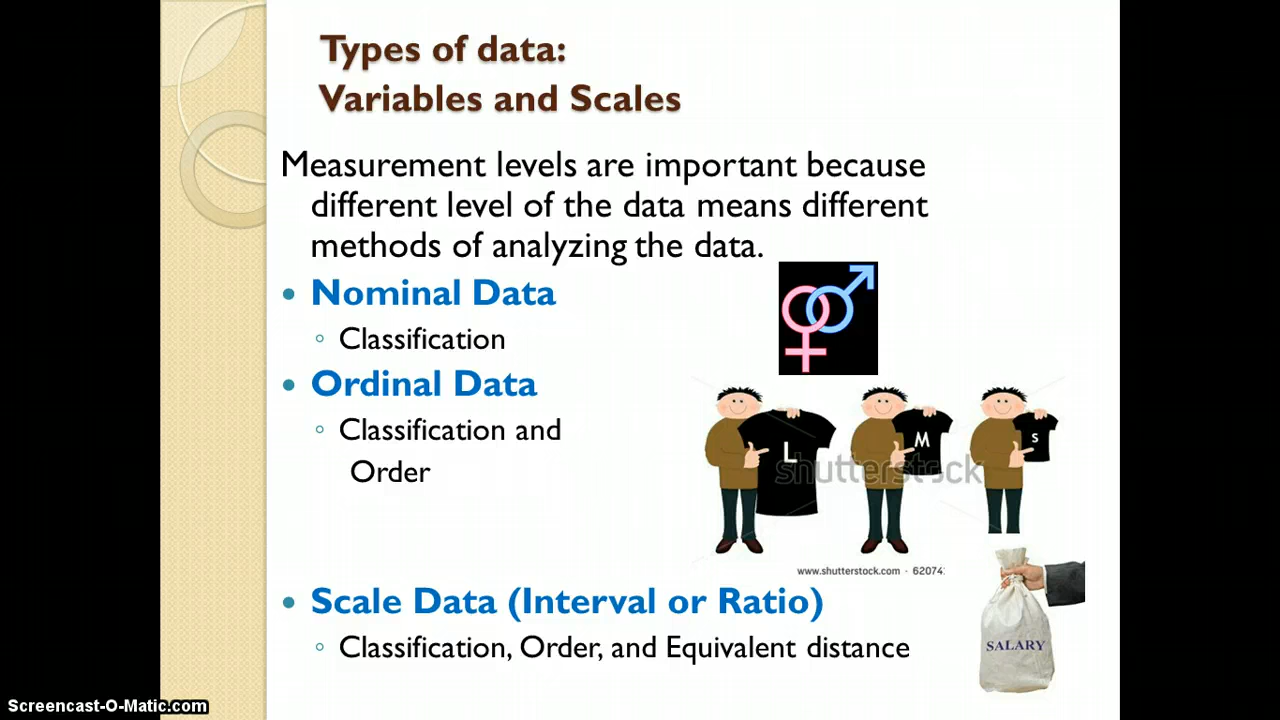 Types of data:
Variables and Scales
Measurement levels are important because
different level of the data means different
methods of analyzing the data.
• Nominal Data
◦ Classification
• Ordinal Data
◦ Classification and
Order
L
M
S
shutterstock
www.shutterstock.com · 62074
• Scale Data (Interval or Ratio)
◦ Classification, Order, and Equivalent distance
SALARY
Screencast-O-Matic.com